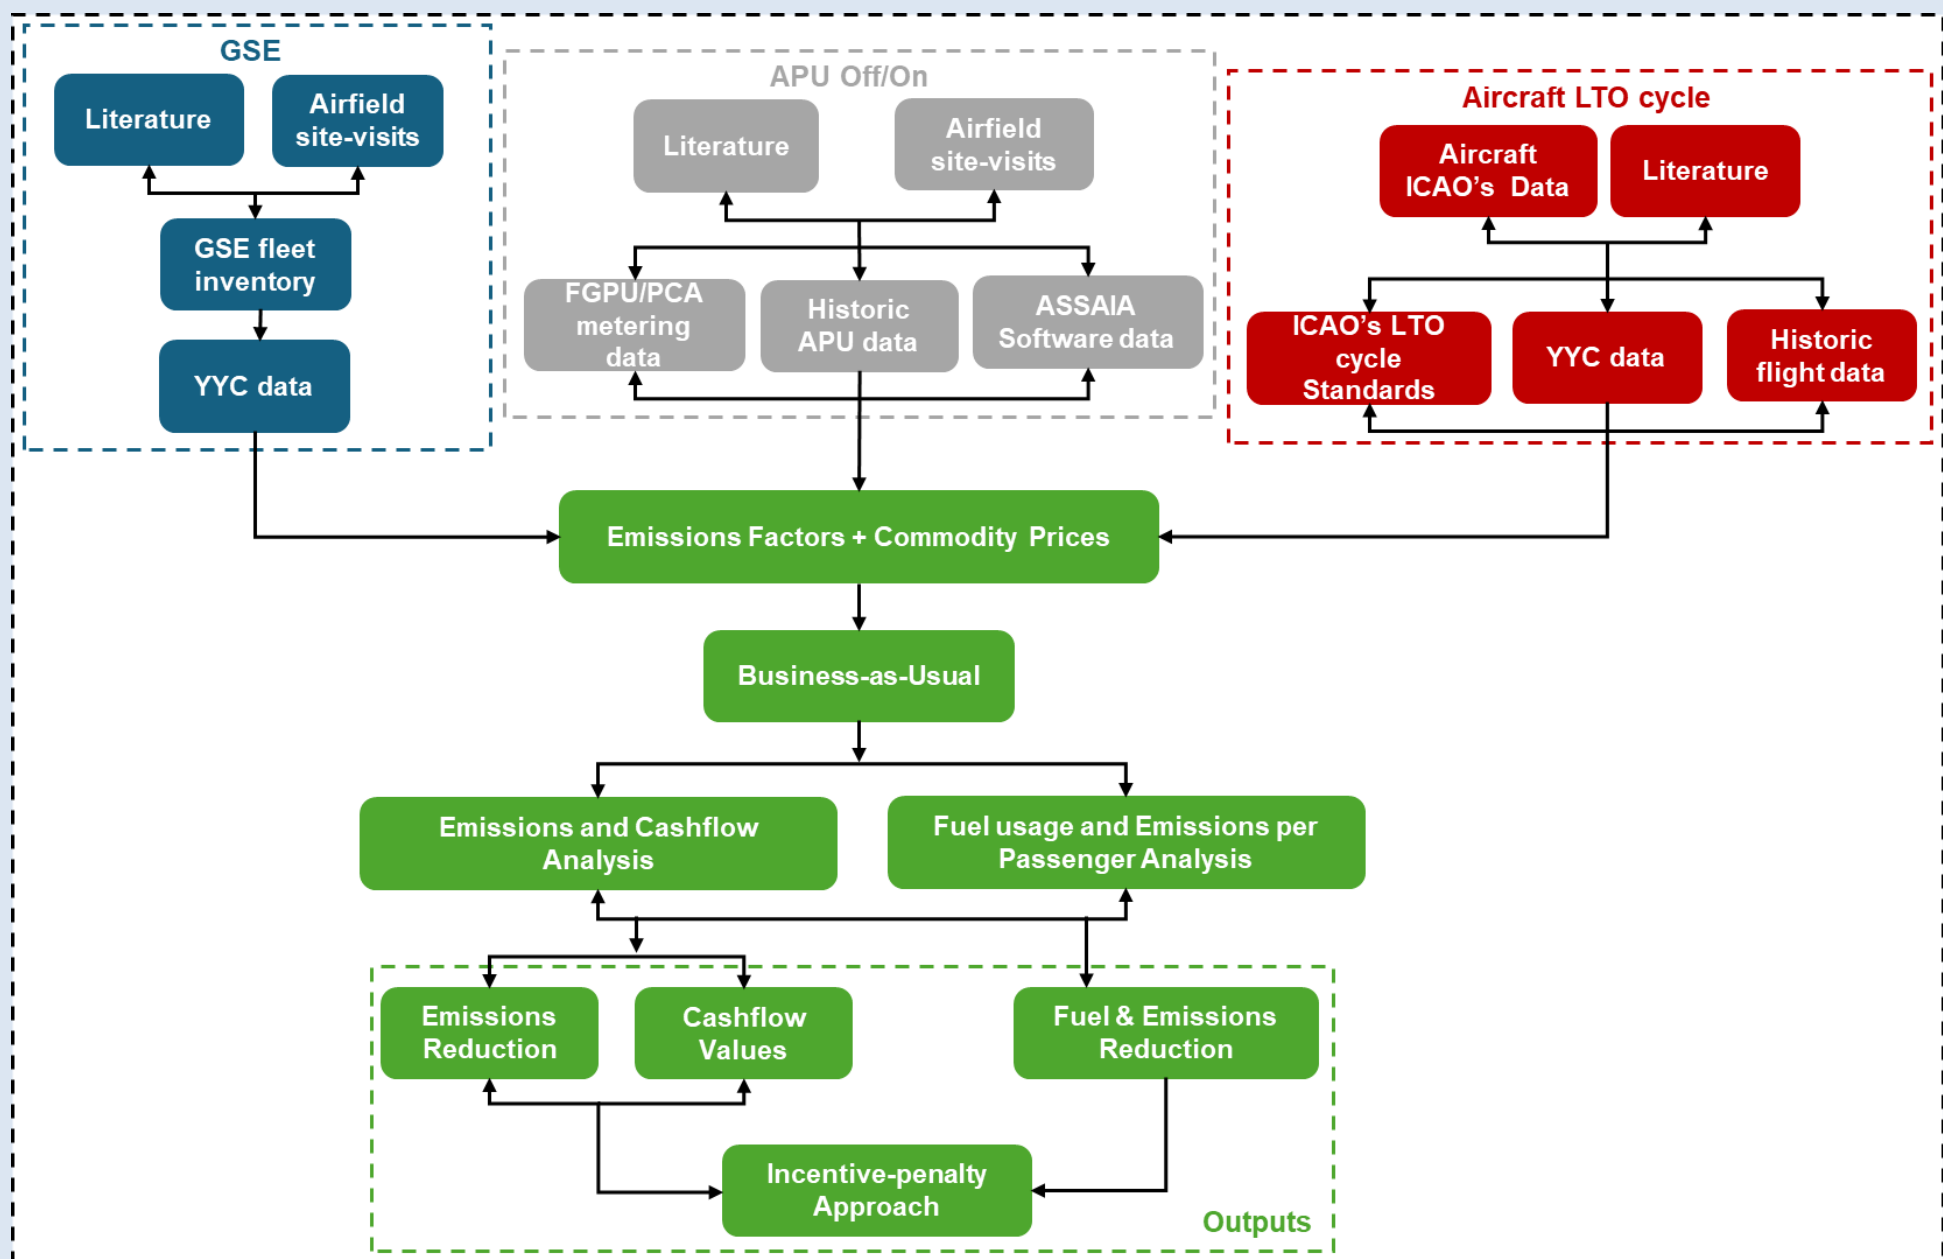 GSE
Literature
Airfield
site-visits
GSE fleet
inventory
YYC data
APU Off/On
Literature
Airfield
site-visits
FGPU/PCA
metering
data
Historic
APU data
ASSAIA
Software data
Aircraft LTO cycle
Aircraft
ICAO’s Data
Literature
ICAO’s LTO
cycle
Standards
YYC data
Historic
flight data
Emissions Factors + Commodity Prices
Business-as-Usual
Emissions and Cashflow
Analysis
Fuel usage and Emissions per
Passenger Analysis
Emissions
Reduction
Cashflow
Values
Fuel & Emissions
Reduction
Incentive-penalty
Approach
Outputs